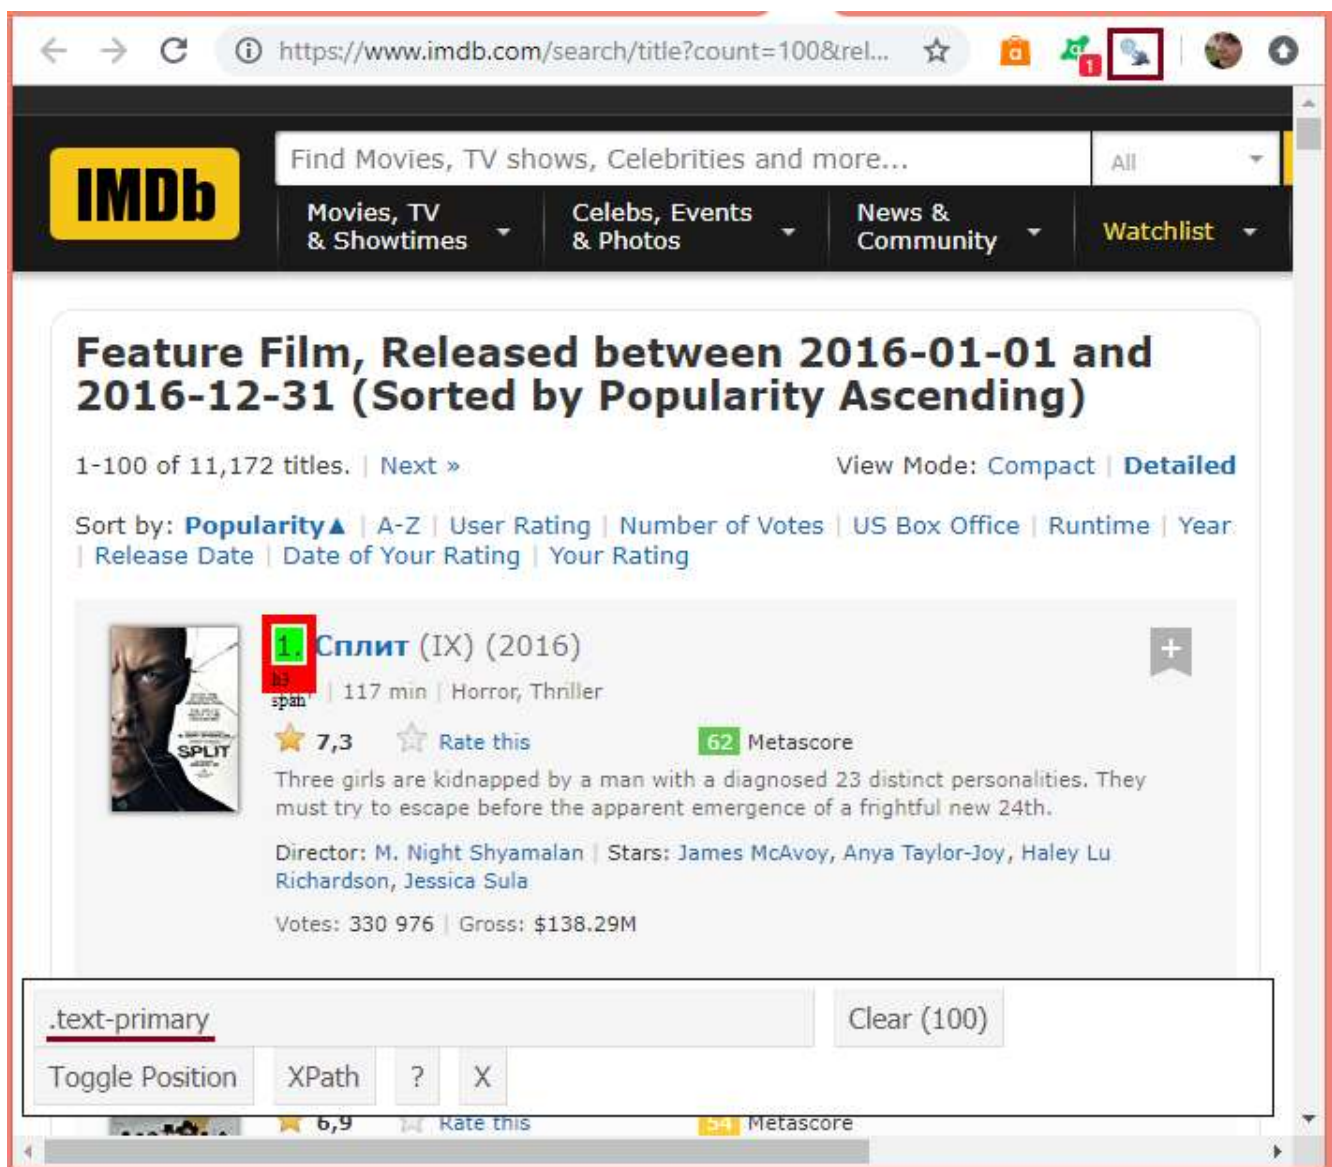 https://www.imdb.com/search/title?count=100&rel...
a
a
1
IMDb
Find Movies, TV shows, Celebrities and more...
All
Movies, TV
& Showtimes
Celebs, Events
& Photos
News &
Community
Watchlist
Feature Film, Released between 2016-01-01 and
2016-12-31 (Sorted by Popularity Ascending)
1-100 of 11,172 titles. | Next »
View Mode: Compact | Detailed
Sort by: Popularity▲ | A-Z | User Rating | Number of Votes | US Box Office | Runtime | Year
| Release Date | Date of Your Rating | Your Rating
1. Сплит (IX) (2016)
h3
span
| 117 min | Horror, Thriller
7,3 Rate this 62 Metascore
SPLIT
Three girls are kidnapped by a man with a diagnosed 23 distinct personalities. They
must try to escape before the apparent emergence of a frightful new 24th.
Director: M. Night Shyamalan | Stars: James McAvoy, Anya Taylor-Joy, Haley Lu
Richardson, Jessica Sula
Votes: 330 976 | Gross: $138.29M
.text-primary
Clear (100)
Toggle Position
XPath
?
X
6,9 Rate this 54 Metascore